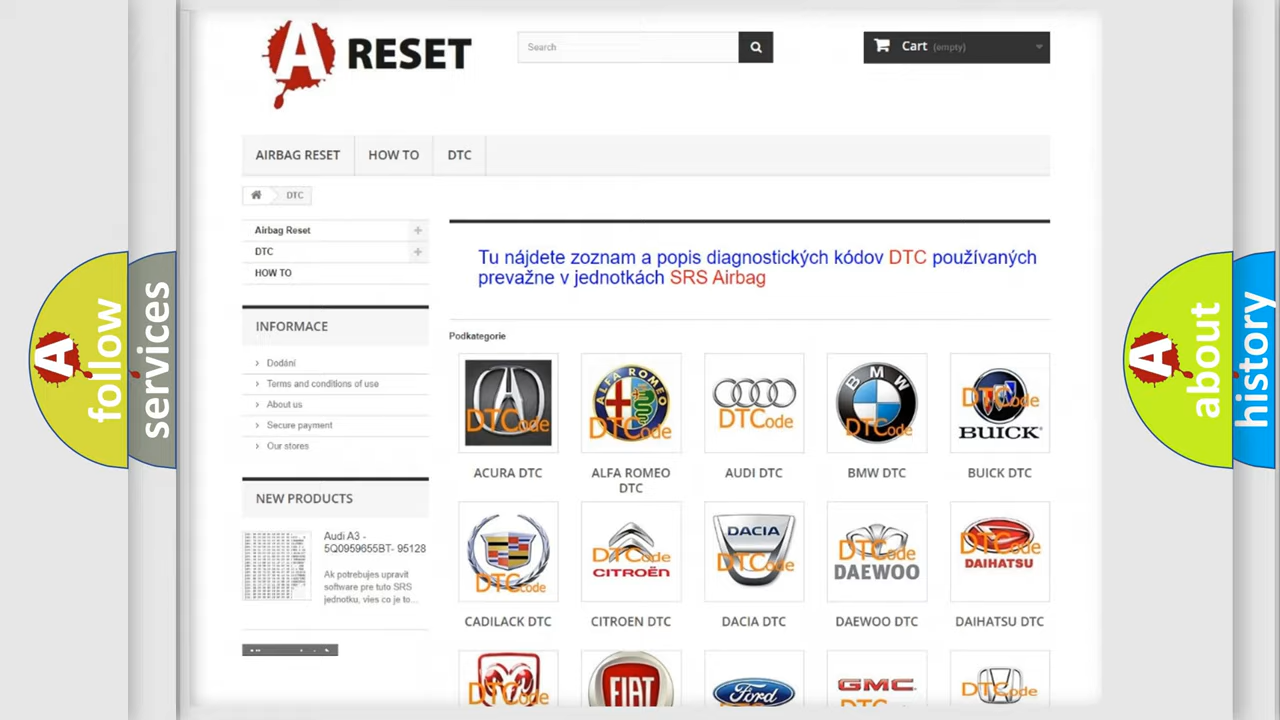 A RESET
Search
Cart (empty)
AIRBAG RESET
HOW TO
DTC
DTC
Airbag Reset
DTC
HOW TO
INFORMACE
Dodání
Terms and conditions of use
About us
Secure payment
Our stores
NEW PRODUCTS
Audi A3 -
5Q0959655BT- 95128
Ak potrebujes upravit
software pre tuto SRS
jednotku, vies co je to...
Tu nájdete zoznam a popis diagnostických kódov DTC používaných
prevažne v jednotkách SRS Airbag
Podkategorie
DTCode
ALFA ROMEO
DTCode
DTCode
BMW
DTCode
DTCode
BUICK
ACURA DTC
ALFA ROMEO
DTC
AUDI DTC
BMW DTC
BUICK DTC
DTCode
DTCode
CITROËN
DACIA
DTCode
DTCode
DAEWOO
DTCode
DAIHATSU
CADILACK DTC
CITROEN DTC
DACIA DTC
DAEWOO DTC
DAIHATSU DTC
DTCode
FIAT
Ford
GMC
DTCode
A follow
services
A about
history